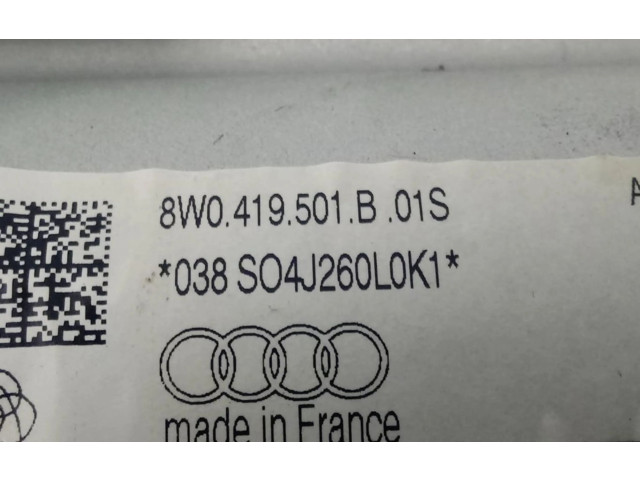 8W0.419.501.B .01S
*038 SO4J260L0K1*
made in France
A